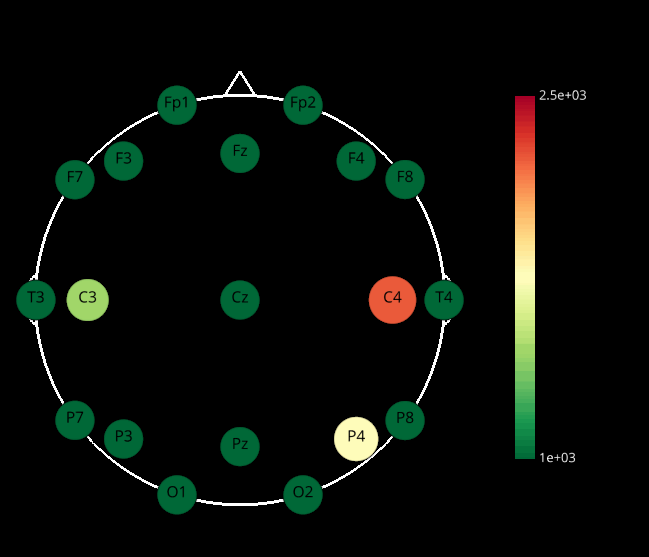 2.5e+03
Fp1 Fp2
Fz
F3 F4
F7 F8
T3 C3 Cz C4 T4
P7 P8
P3 Pz P4
1e+03
O1 O2